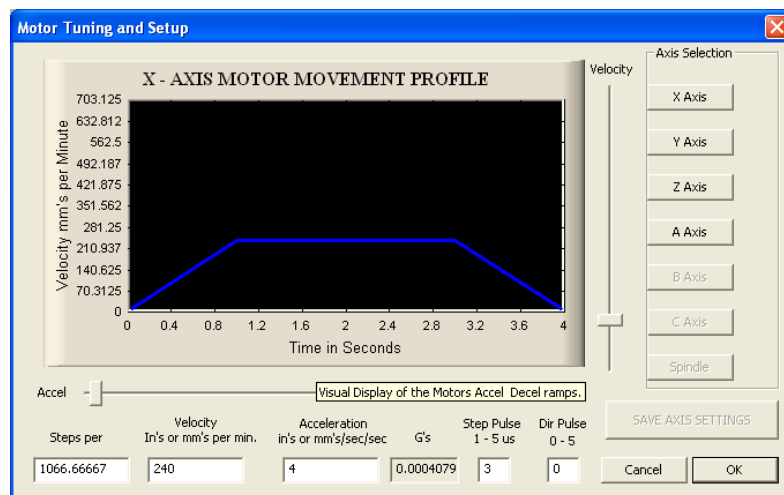 Motor Tuning and Setup
X - AXIS MOTOR MOVEMENT PROFILE
Velocity mm's per Minute
703.125
632.812
562.5
492.187
421.875
351.562
281.25
210.937
140.625
70.3125
0
0 0.4 0.8 1.2 1.6 2 2.4 2.8 3.2 3.6 4
Time in Seconds
Velocity
Axis Selection
X Axis
Y Axis
Z Axis
A Axis
B Axis
C Axis
Spindle
Accel
Visual Display of the Motors Accel Decel ramps.
SAVE AXIS SETTINGS
Steps per
1066.66667
Velocity
In's or mm's per min.
240
Acceleration
in's or mm's/sec/sec
4
G's
0.0004079
Step Pulse
1 - 5 us
3
Dir Pulse
0 - 5
0
Cancel
OK